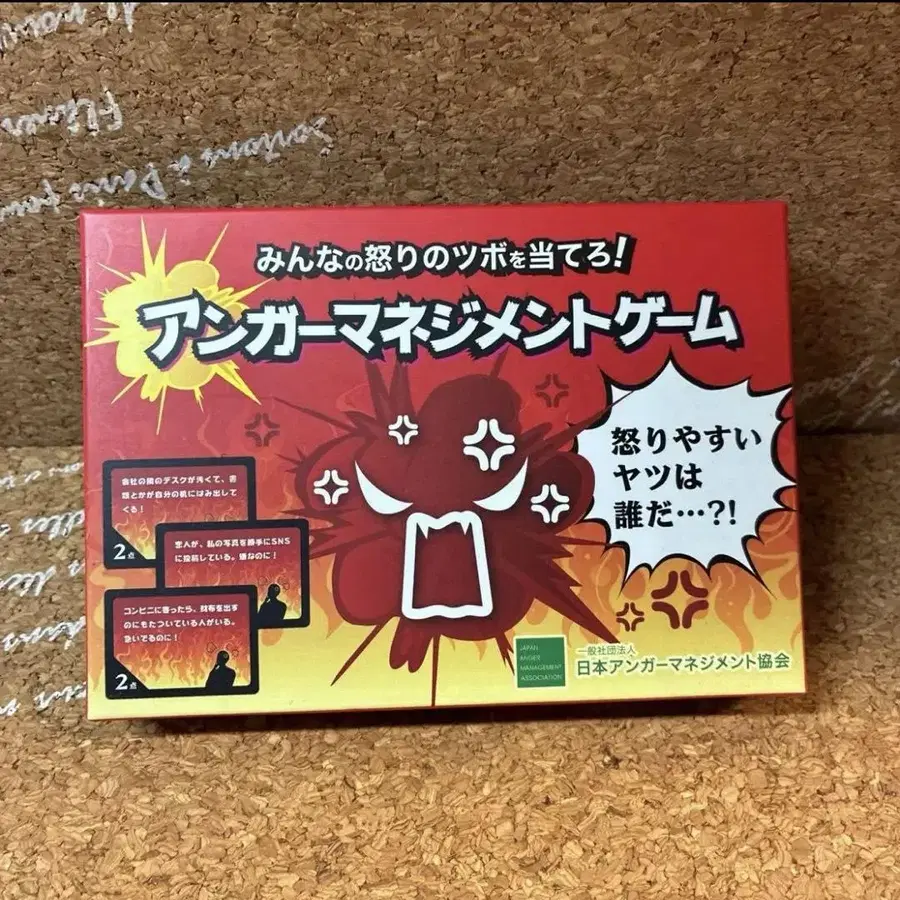 みんなの怒りのツボを当てろ!
アンガーマネジメントゲーム
怒りやすい
ヤツは
誰だ…?!
会社の隣のデスクが汚くて、書
類とかが自分の机にはみ出して
くる!
2点
恋人が、私の写真を勝手にSNS
に投稿している。嫌なのに!
コンビニに寄ったら、財布を出す
のにもたついている人がいる。
急いでるのに!
2点
JAPAN
ANGER
MANAGEMENT
ASSOCIATION
一般社団法人
日本アンガーマネジメント協会